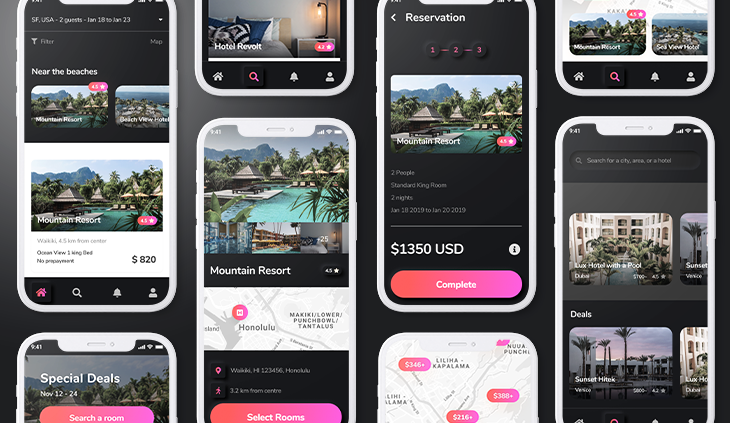 SF, USA - 2 guests - Jan 18 to Jan 23
Filter
Map
Near the beaches
4.5
Mountain Resort
Beach View Hotel
Mountain Resort
4.5
Waikiki, 4.5 km from center
Ocean View 1 king Bed
No prepayment
$ 820
9:41
Special Deals
Nov 12 - 24
Search a room
Hotel Revolt
4.2
9:41
+25
Mountain Resort
4.5
MAKIKI/LOWER/
PUNCHBOWL/
TANTALUS
Honolulu
Waikiki, HI 123456, Honolulu
3.2 km from centre
Select Rooms
Reservation
1 2 3
Mountain Resort
4.5
2 People
Standard King Room
2 nights
Jan 18 2019 to Jan 20 2019
$1350 USD
Complete
LILIHA -
KAPALAMA
$346+
$388+
$216+
4.5
Mountain Resort
Sea View Hotel
9:41
Search for a city, area, or a hotel
Lux Hotel with a Pool
Dubai
4.5
Sunset
Venice
Deals
Sunset Hitek
Dubai
4.2
Lux Ho
Venice